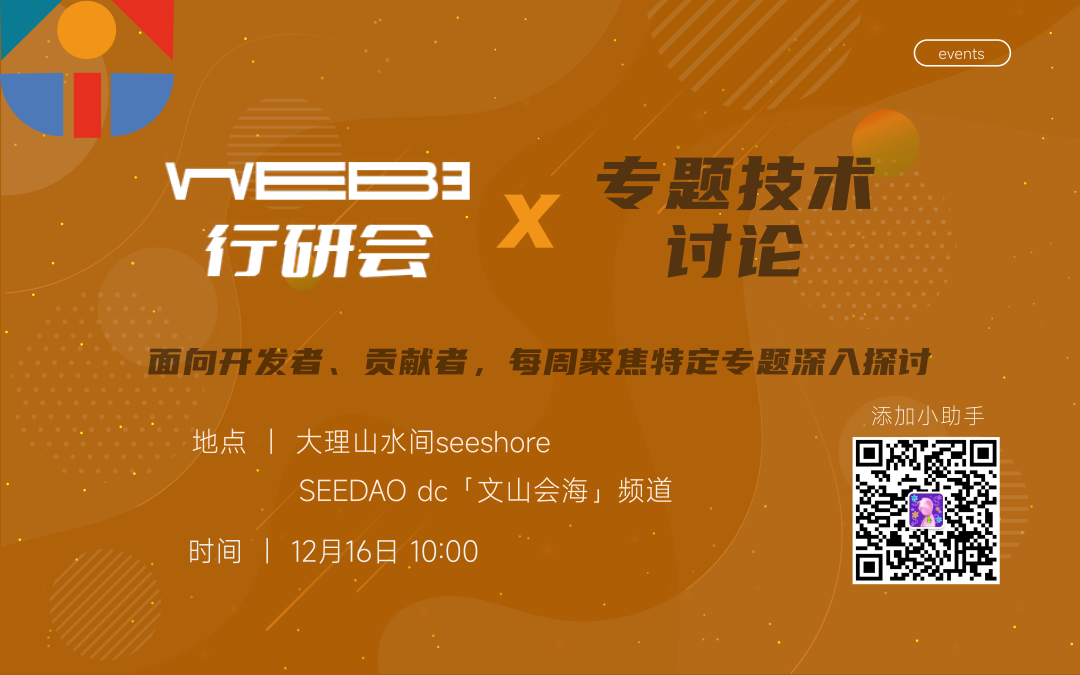 events
WEB3
行研会
X
专题技术
讨论
面向开发者、贡献者，每周聚焦特定专题深入探讨
地点 | 大理山水间seeshore
SEEDAO dc「文山会海」频道
时间 | 12月16日 10:00
添加小助手